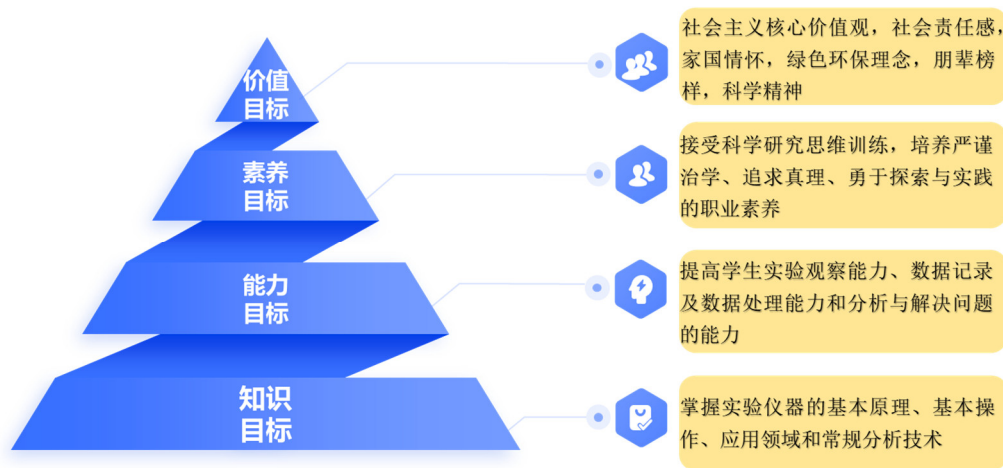 价值
目标
社会主义核心价值观，社会责任感，
家国情怀，绿色环保理念，朋辈榜
样，科学精神
素养
目标
接受科学研究思维训练，培养严谨
治学、追求真理、勇于探索与实践
的职业素养
能力
目标
提高学生实验观察能力、数据记录
及数据处理能力和分析与解决问题
的能力
知识
目标
掌握实验仪器的基本原理、基本操
作、应用领域和常规分析技术